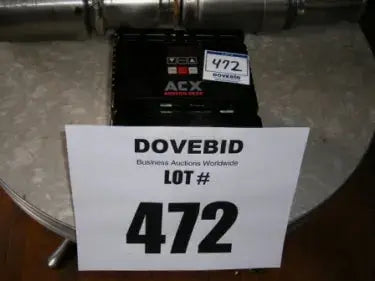 472
DOVEBID
ACX
DOVEBID
Business Auctions Worldwide
LOT #
472